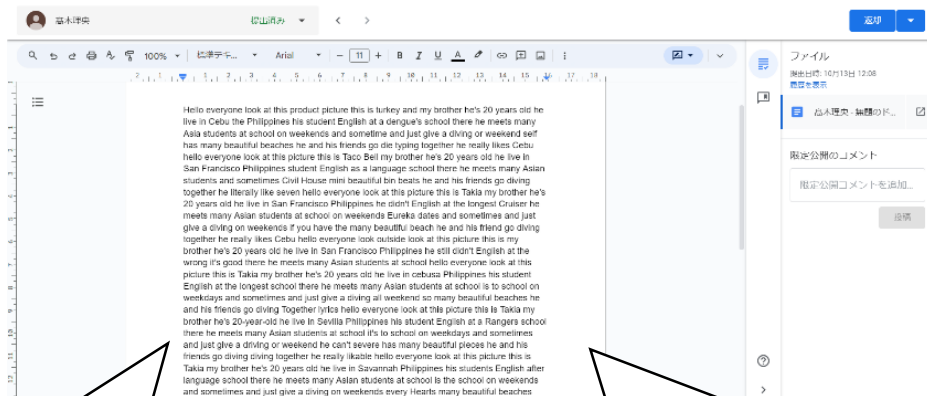 高木理央
提出済み
返却
100%
標準テキ...
Arial
11
B I U A
2 1 1 2 3 4 5 6 7 8 9 10 11 12 13 14 15 16 17 18
ファイル
提出日時: 10月13日 12:08
履歴を表示
高木理央 - 無題のド...
限定公開のコメント
限定公開コメントを追加...
投稿
Hello everyone look at this product picture this is turkey and my brother he's 20 years old he
live in Cebu the Philippines his student English at a dengue's school there he meets many
Asia students at school on weekends and sometime and just give a diving or weekend self
has many beautiful beaches he and his friends go die typing together he really likes Cebu
hello everyone look at this picture this is Taco Bell my brother he's 20 years old he live in
San Francisco Philippines student English as a language school there he meets many Asian
students and sometimes Civil House mini beautiful bin beats he and his friends go diving
together he literally like seven hello everyone look at this picture this is Takia my brother he's
20 years old he live in San Francisco Philippines he didn't English at the longest Cruiser he
meets many Asian students at school on weekends Eureka dates and sometimes and just
give a diving on weekends if you have the many beautiful beach he and his friend go diving
together he really likes Cebu hello everyone look outside look at this picture this is my
brother he's 20 years old he live in San Francisco Philippines he still didn't English at the
wrong it's good there he meets many Asian students at school hello everyone look at this
picture this is Takia my brother he's 20 years old he live in cebusa Philippines his student
English at the longest school there he meets many Asian students at school is to school on
weekdays and sometimes and just give a diving all weekend so many beautiful beaches he
and his friends go diving Together lyrics hello everyone look at this picture this is Takia my
brother he's 20-year-old he live in Sevilla Philippines his student English at a Rangers school
there he meets many Asian students at school it's to school on weekdays and sometimes
and just give a driving or weekend he can't severe has many beautiful pieces he and his
friends go diving diving together he really likable hello everyone look at this picture this is
Takia my brother he's 20 years old he live in Savannah Philippines his students English after
language school there he meets many Asian students at school is the school on weekends
and sometimes and just give a diving on weekends every Hearts many beautiful beaches